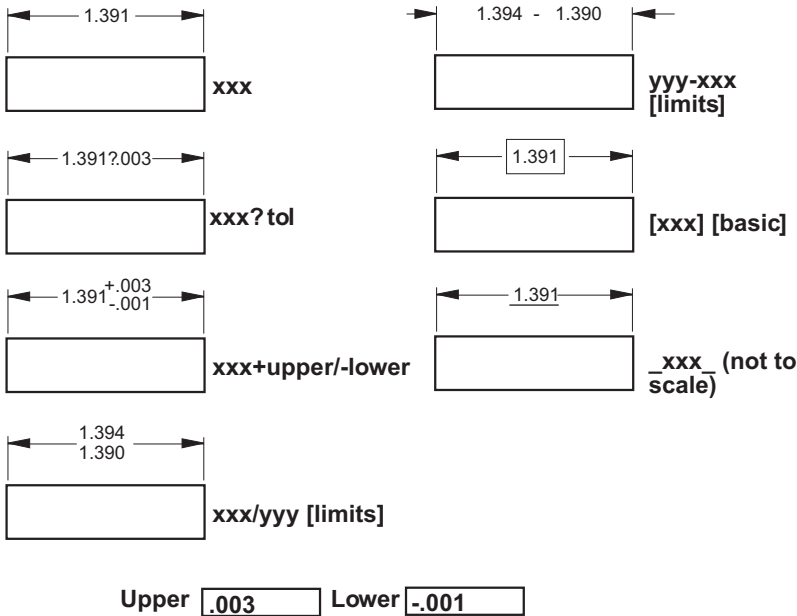 1.391
xxx
1.394 - 1.390
yyy-xxx
[limits]
1.391?.003
xxx? tol
1.391
[xxx] [basic]
1.391+.003
-.001
xxx+upper/-lower
1.391
_xxx_ (not to
scale)
1.394
1.390
xxx/yyy [limits]
Upper .003 Lower -.001